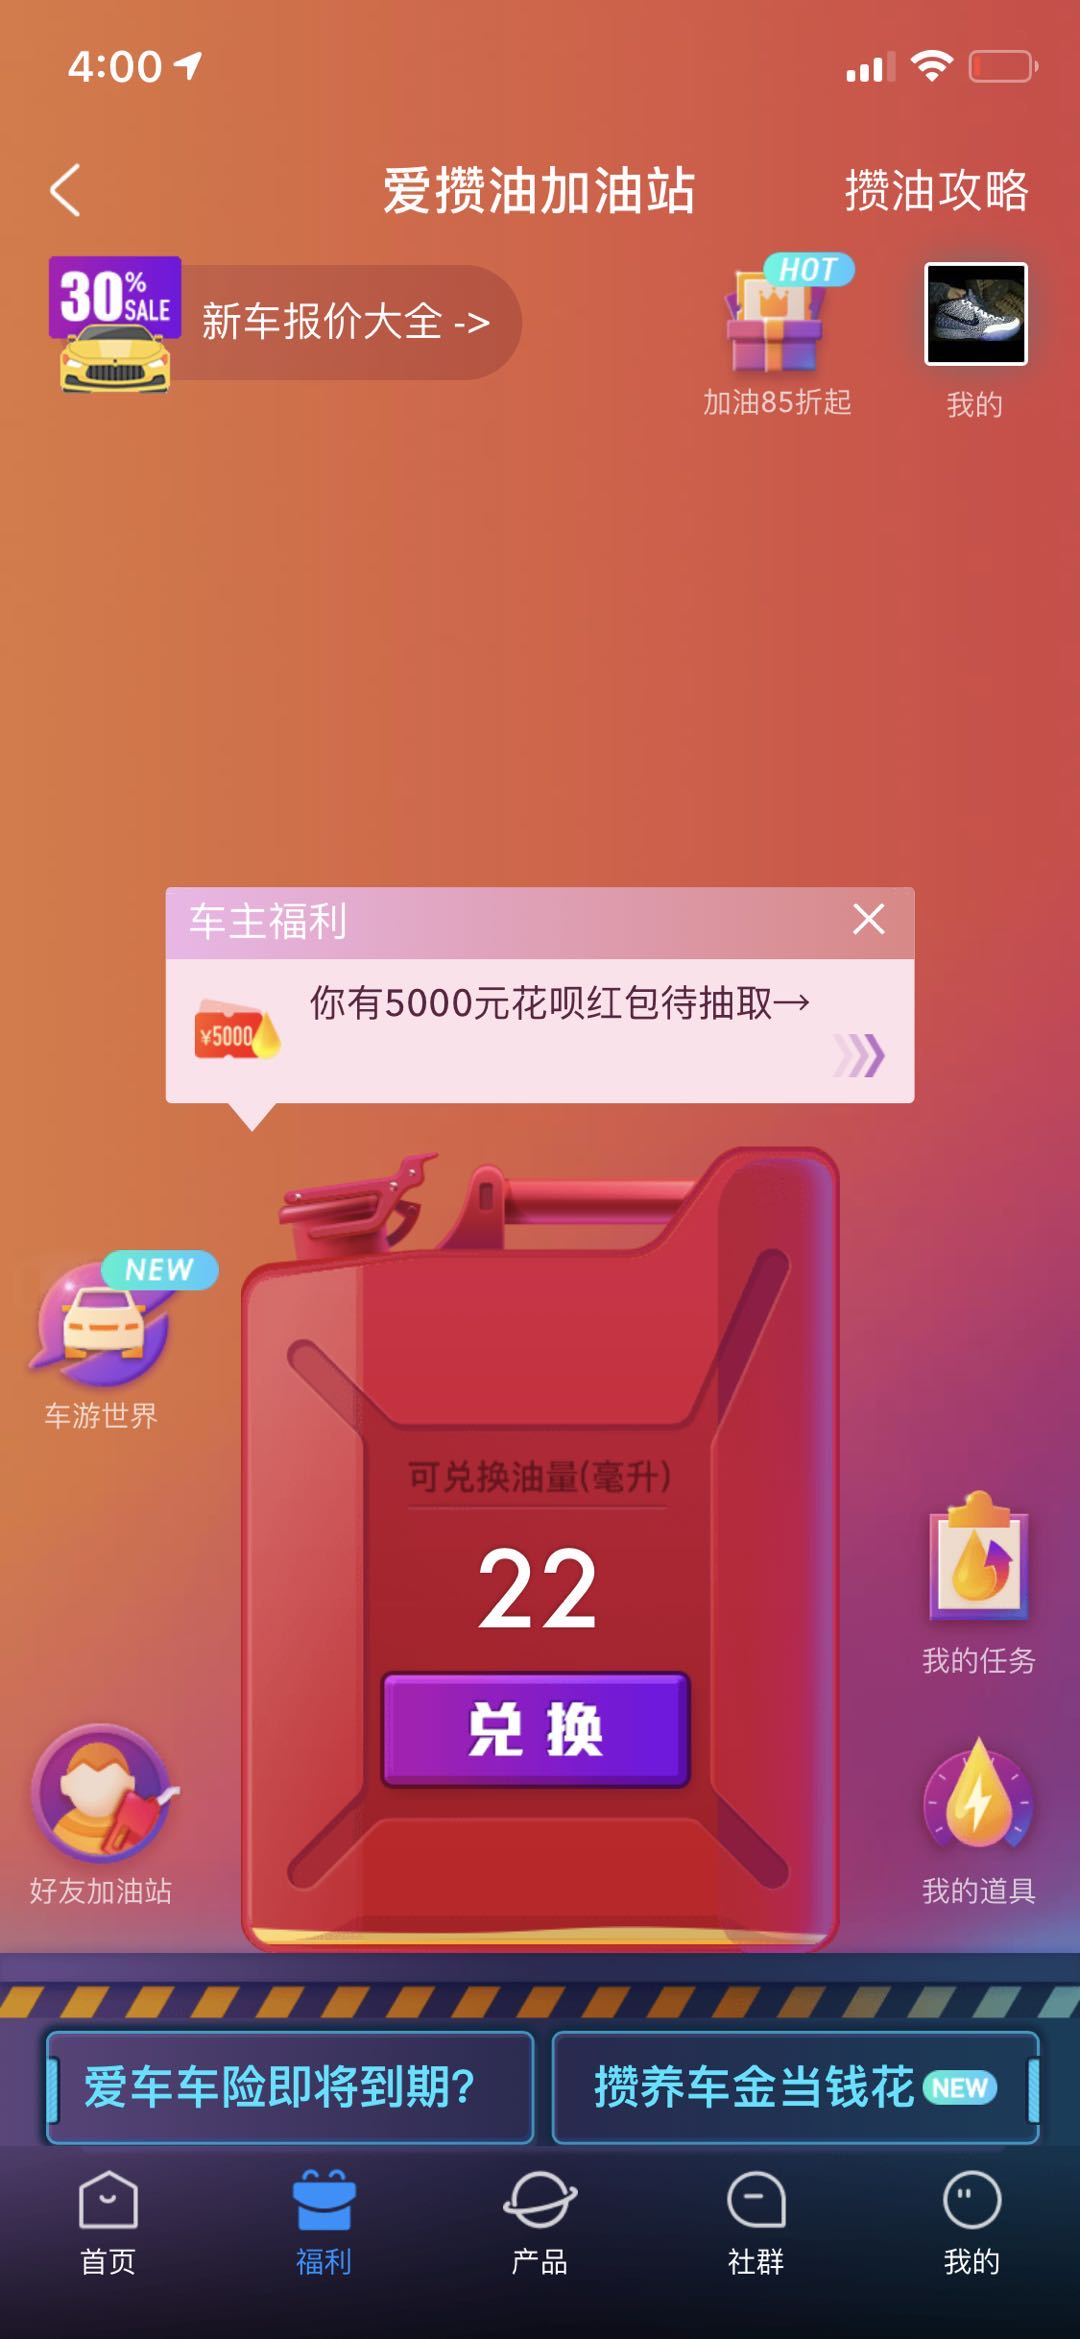 4:00
爱攒油加油站
攒油攻略
30% SALE
新车报价大全 ->
HOT
加油85折起
我的
车主福利
你有5000元花呗红包待抽取→
¥5000
NEW
车游世界
可兑换油量(毫升)
22
兑换
我的任务
好友加油站
我的道具
爱车车险即将到期?
攒养车金当钱花 NEW
首页
福利
产品
社群
我的